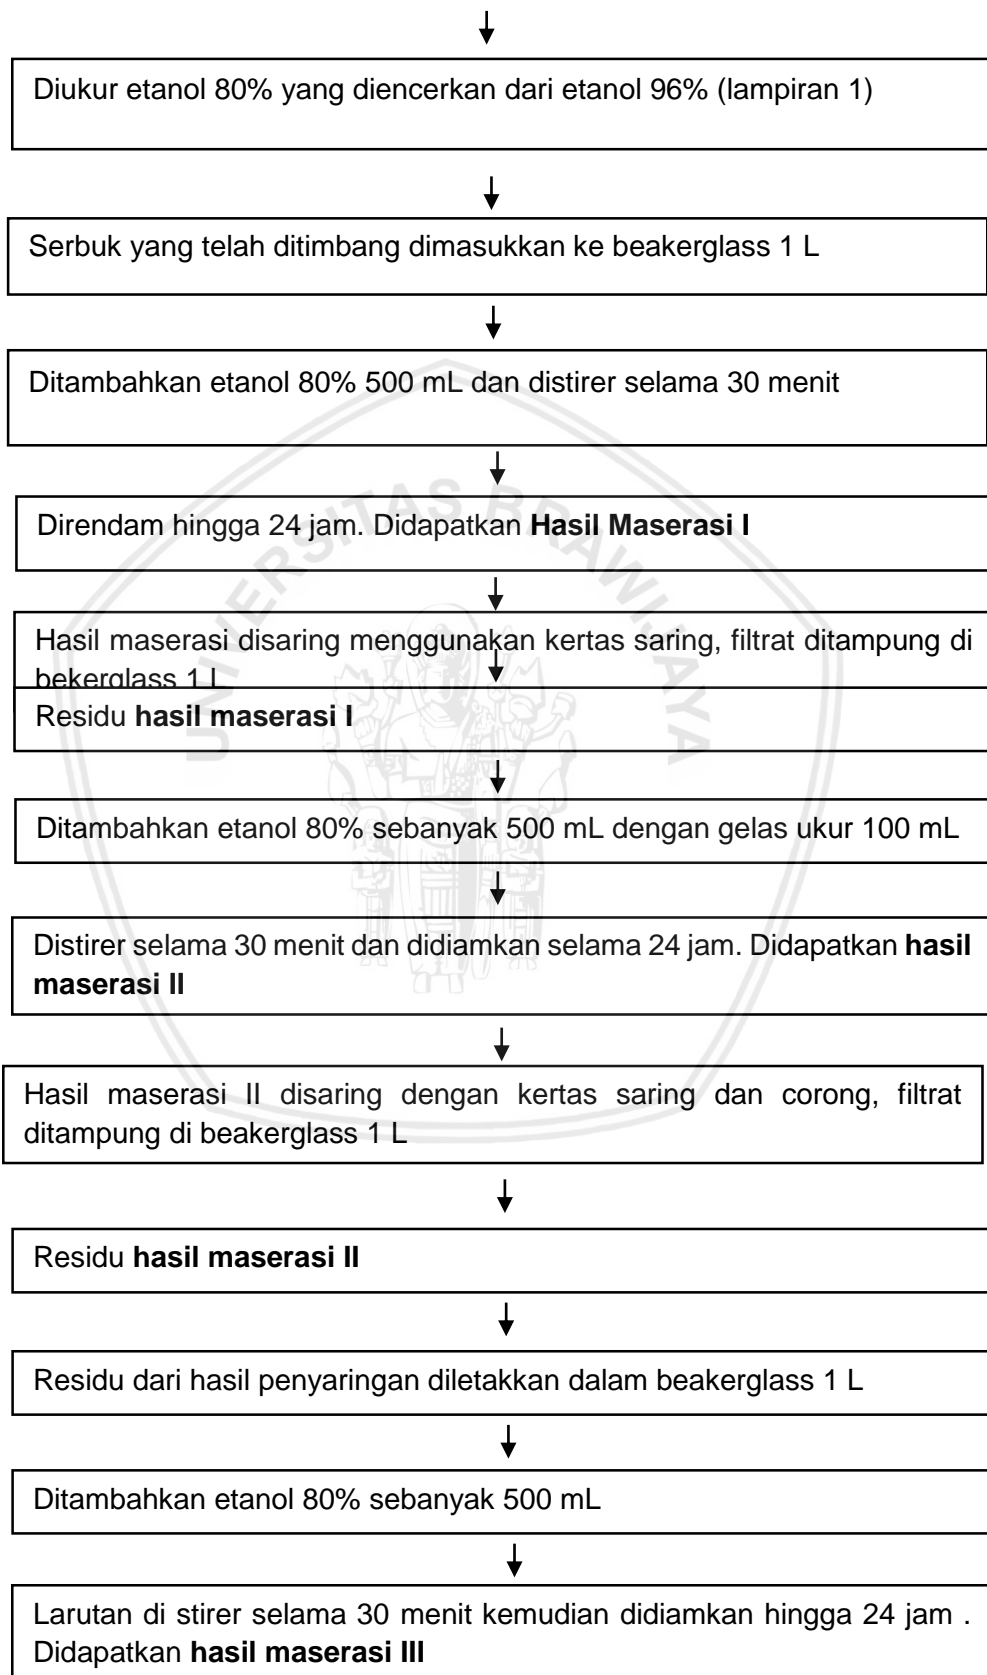 Diukur etanol 80% yang diencerkan dari etanol 96% (lampiran 1)
Serbuk yang telah ditimbang dimasukkan ke beakerglass 1 L
Ditambahkan etanol 80% 500 mL dan distirer selama 30 menit
Direndam hingga 24 jam. Didapatkan Hasil Maserasi I
Hasil maserasi disaring menggunakan kertas saring, filtrat ditampung di
bekerglass 1 L
Residu hasil maserasi I
Ditambahkan etanol 80% sebanyak 500 mL dengan gelas ukur 100 mL
Distirer selama 30 menit dan didiamkan selama 24 jam. Didapatkan hasil
maserasi II
Hasil maserasi II disaring dengan kertas saring dan corong, filtrat
ditampung di beakerglass 1 L
Residu hasil maserasi II
Residu dari hasil penyaringan diletakkan dalam beakerglass 1 L
Ditambahkan etanol 80% sebanyak 500 mL
Larutan di stirer selama 30 menit kemudian didiamkan hingga 24 jam .
Didapatkan hasil maserasi III
UNIVERSITAS BRAWIJAYA